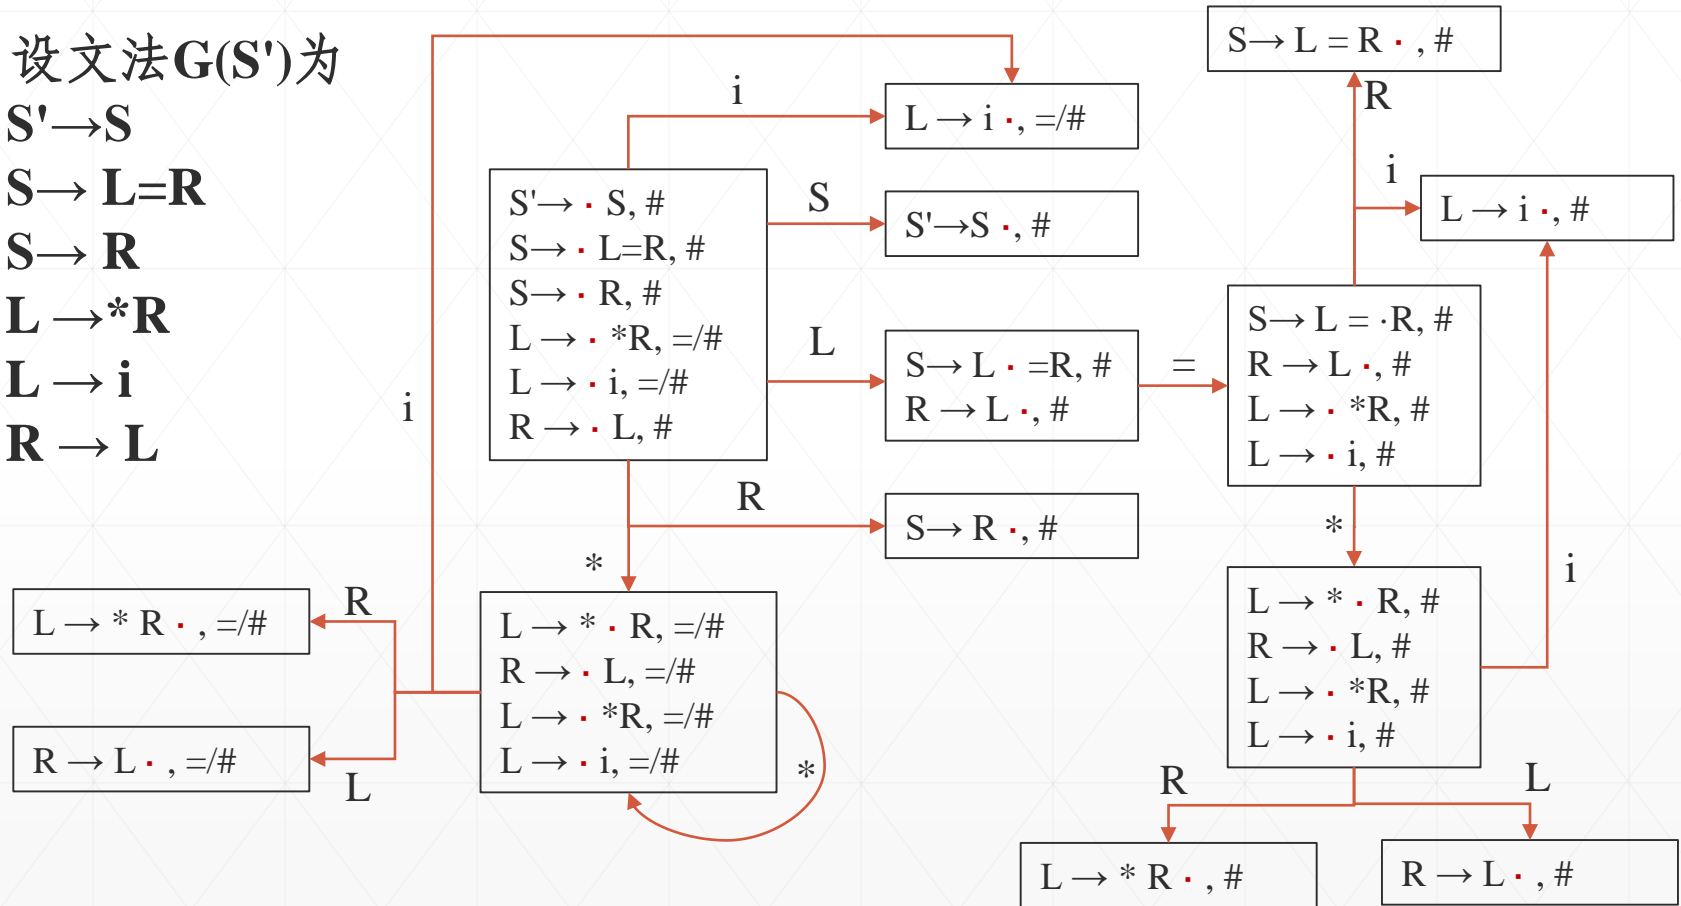 设文法G(S')为
S'→S
S→ L=R
S→ R
L →*R
L → i
R → L
S→ L = R · , #
R
i
L → i ·, =/#
i
L → i ·, #
S'→ · S, #
S→ · L=R, #
S→ · R, #
L → · *R, =/#
L → · i, =/#
R → · L, #
S
S'→S ·, #
L
S→ L · =R, #
R → L ·, #
=
S→ L = ·R, #
R → L ·, #
L → · *R, #
L → · i, #
i
R
S→ R ·, #
*
*
i
L → * R · , =/#
R
L → * · R, =/#
R → · L, =/#
L → · *R, =/#
L → · i, =/#
*
L → * · R, #
R → · L, #
L → · *R, #
L → · i, #
R → L · , =/#
L
R
L
L → * R · , #
R → L · , #